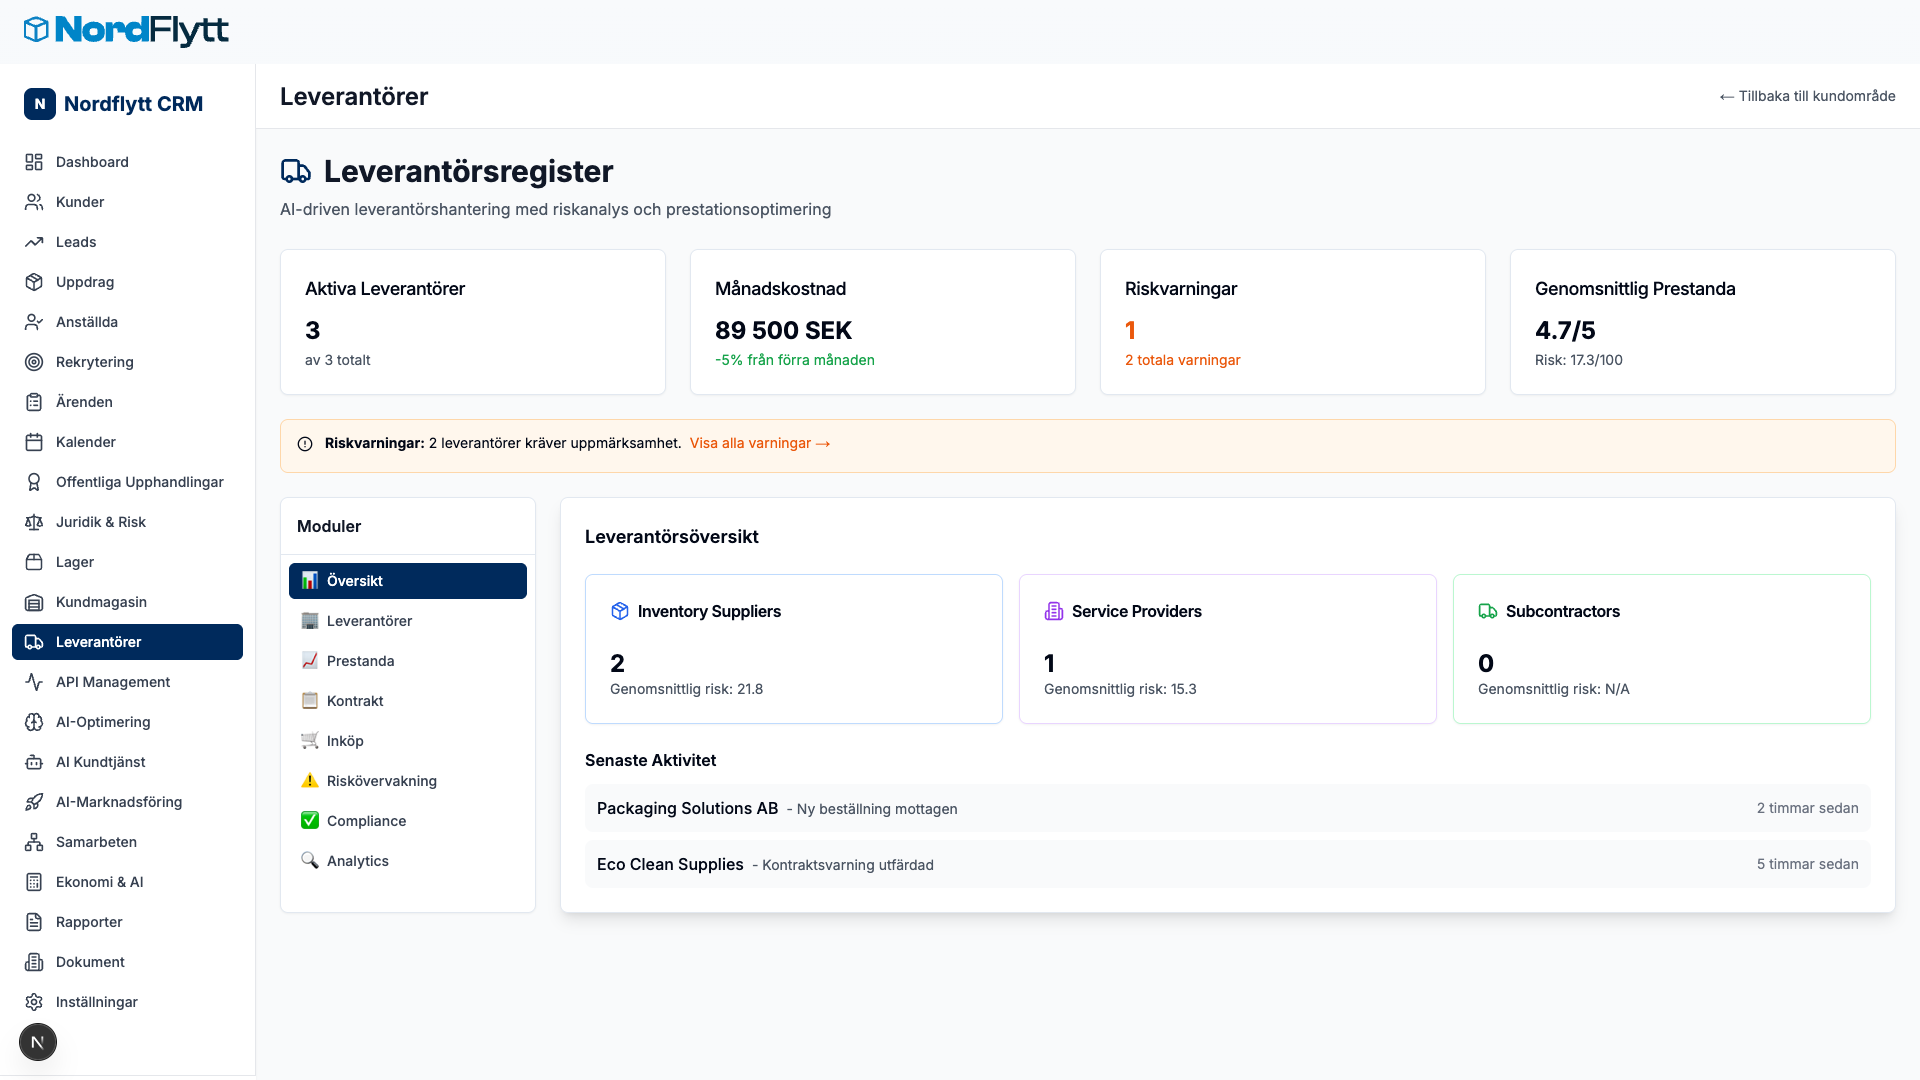 NordFlytt
N Nordflytt CRM
Dashboard
Kunder
Leads
Uppdrag
Anställda
Rekrytering
Ärenden
Kalender
Offentliga Upphandlingar
Juridik & Risk
Lager
Kundmagasin
Leverantörer
API Management
AI-Optimering
AI Kundtjänst
AI-Marknadsföring
Samarbeten
Ekonomi & AI
Rapporter
Dokument
Inställningar
N
Leverantörer
← Tillbaka till kundområde
Leverantörsregister
AI-driven leverantörshantering med riskanalys och prestationsoptimering
Aktiva Leverantörer
3
av 3 totalt
Månadskostnad
89 500 SEK
-5% från förra månaden
Riskvarningar
1
2 totala varningar
Genomsnittlig Prestanda
4.7/5
Risk: 17.3/100
Riskvarningar: 2 leverantörer kräver uppmärksamhet. Visa alla varningar →
Moduler
Översikt
Leverantörer
Prestanda
Kontrakt
Inköp
Riskövervakning
Compliance
Analytics
Leverantörsöversikt
Inventory Suppliers
2
Genomsnittlig risk: 21.8
Service Providers
1
Genomsnittlig risk: 15.3
Subcontractors
0
Genomsnittlig risk: N/A
Senaste Aktivitet
Packaging Solutions AB - Ny beställning mottagen
2 timmar sedan
Eco Clean Supplies - Kontraktsvarning utfärdad
5 timmar sedan